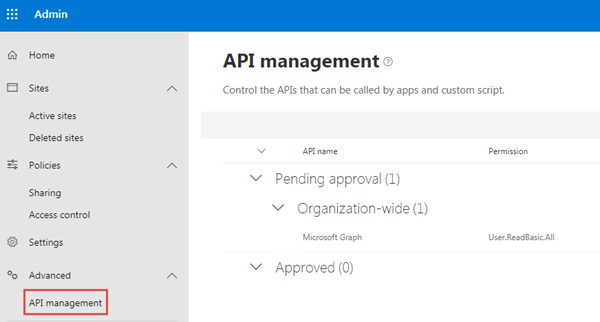 Admin
Home
Sites
Active sites
Deleted sites
Policies
Sharing
Access control
Settings
Advanced
API management
API management
Control the APIs that can be called by apps and custom script.
API name Permission
Pending approval (1)
Organization-wide (1)
Microsoft Graph User.ReadBasic.All
Approved (0)